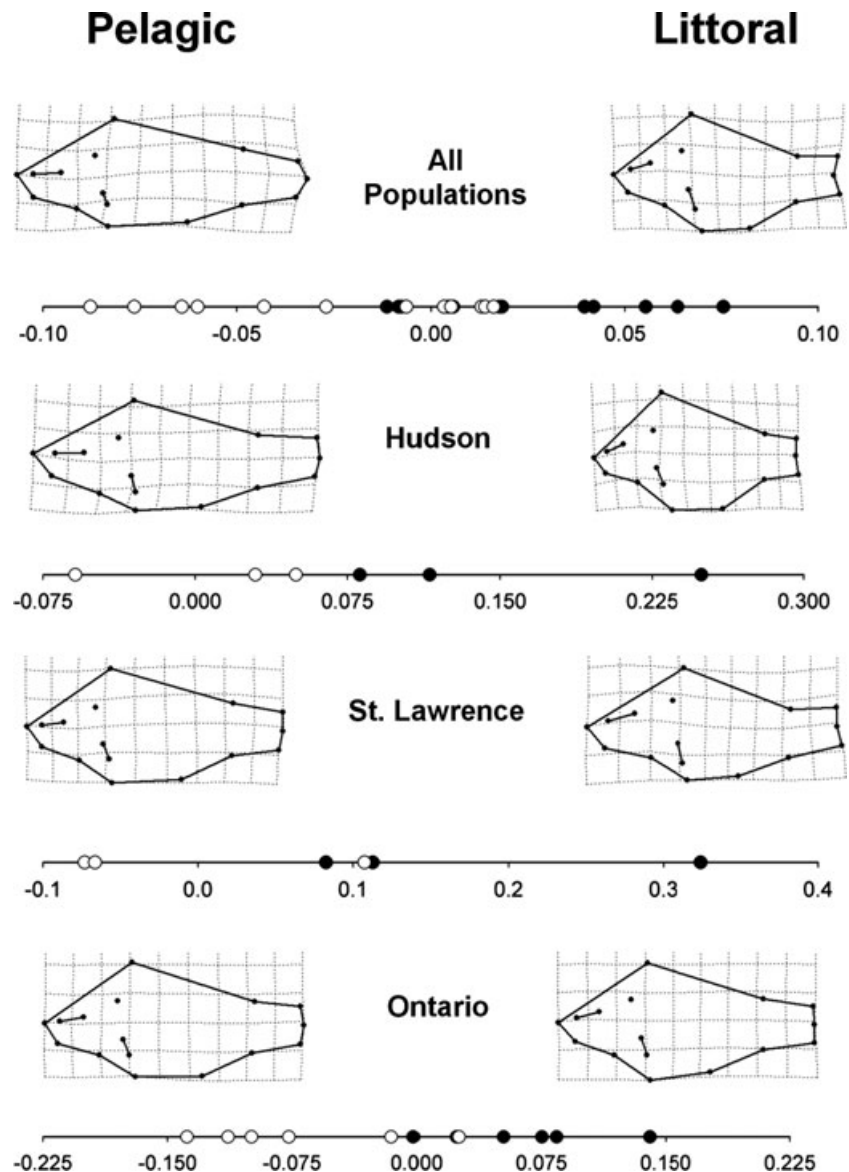 Pelagic Littoral
All
Populations
-0.10 -0.05 0.00 0.05 0.10
Hudson
-0.075 0.000 0.075 0.150 0.225 0.300
St. Lawrence
-0.1 0.0 0.1 0.2 0.3 0.4
Ontario
-0.225 -0.150 -0.075 0.000 0.075 0.150 0.225